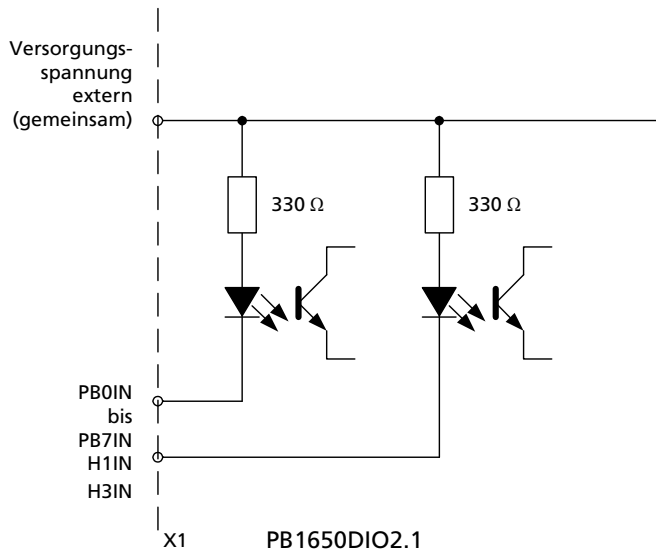 Versorgungs-
spannung
extern
(gemeinsam)
330 Ω
330 Ω
PB0IN
bis
PB7IN
H1IN
H3IN
X1
PB1650DIO2.1